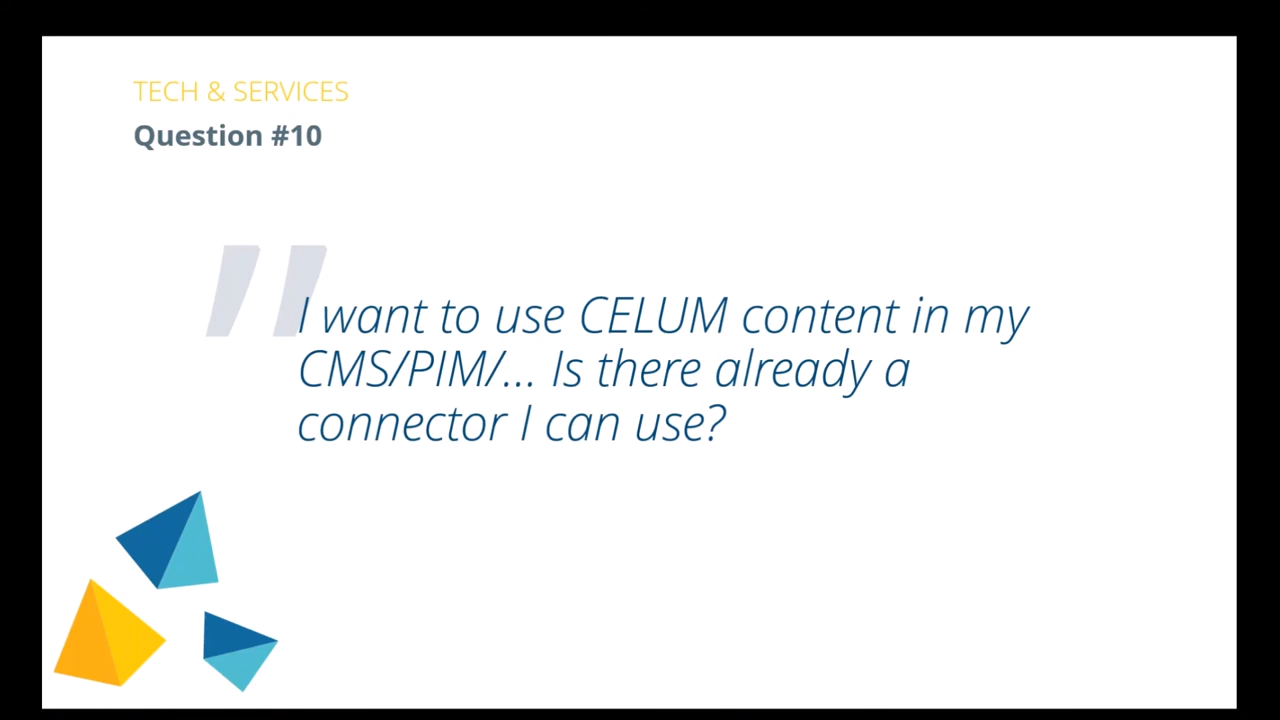 TECH & SERVICES
Question #10
"
I want to use CELUM content in my
CMS/PIM/... Is there already a
connector I can use?